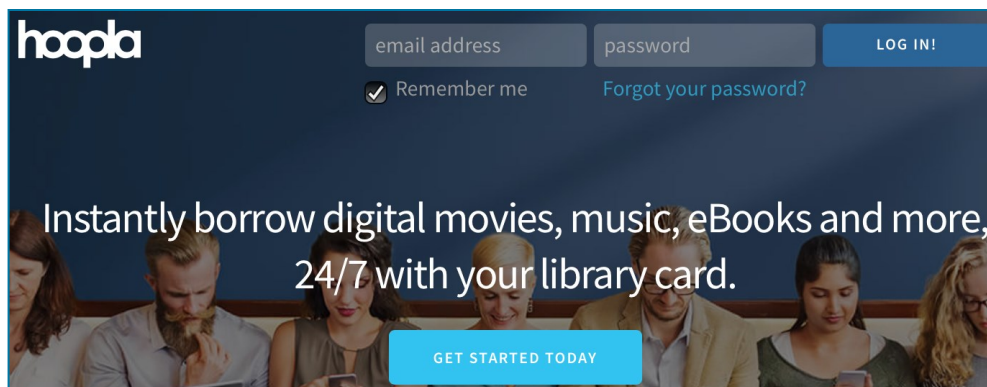 hoopla
email address
password
LOG IN!
Remember me
Forgot your password?
Instantly borrow digital movies, music, eBooks and more,
24/7 with your library card.
GET STARTED TODAY